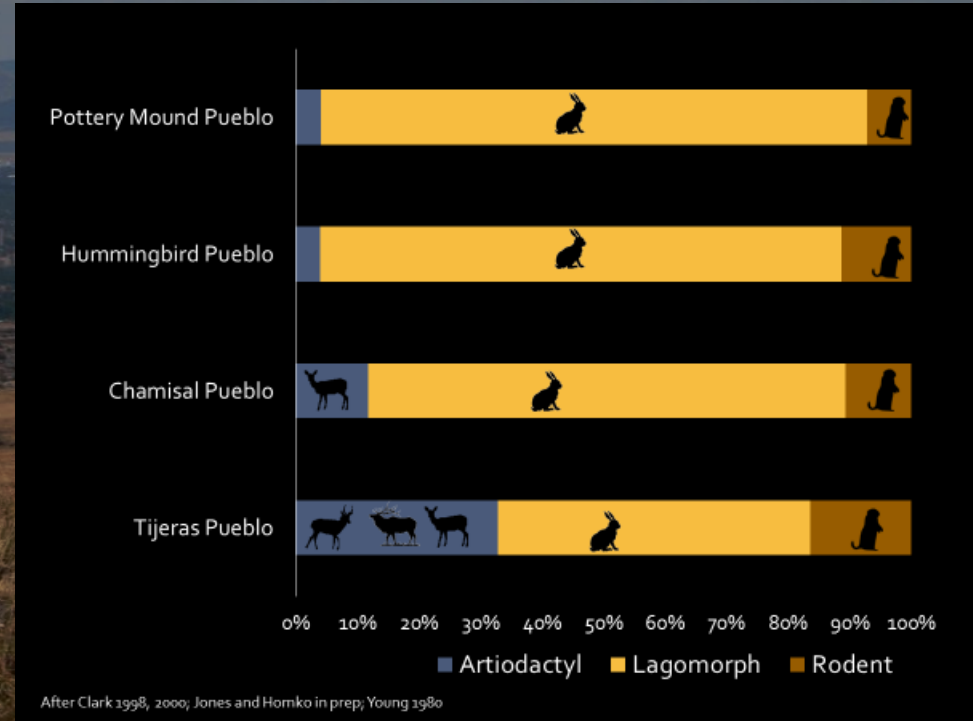 Pottery Mound Pueblo
Hummingbird Pueblo
Chamisal Pueblo
Tijeras Pueblo
0% 10% 20% 30% 40% 50% 60% 70% 80% 90% 100%
Artiodactyl Lagomorph Rodent
After Clark 1998, 2000; Jones and Homko in prep; Young 1980